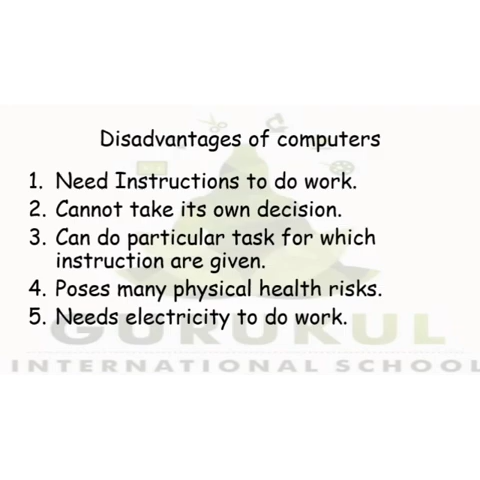 Disadvantages of computers
1. Need Instructions to do work.
2. Cannot take its own decision.
3. Can do particular task for which
instruction are given.
4. Poses many physical health risks.
5. Needs electricity to do work.
GURUKUL
INTERNATIONAL SCHOOL